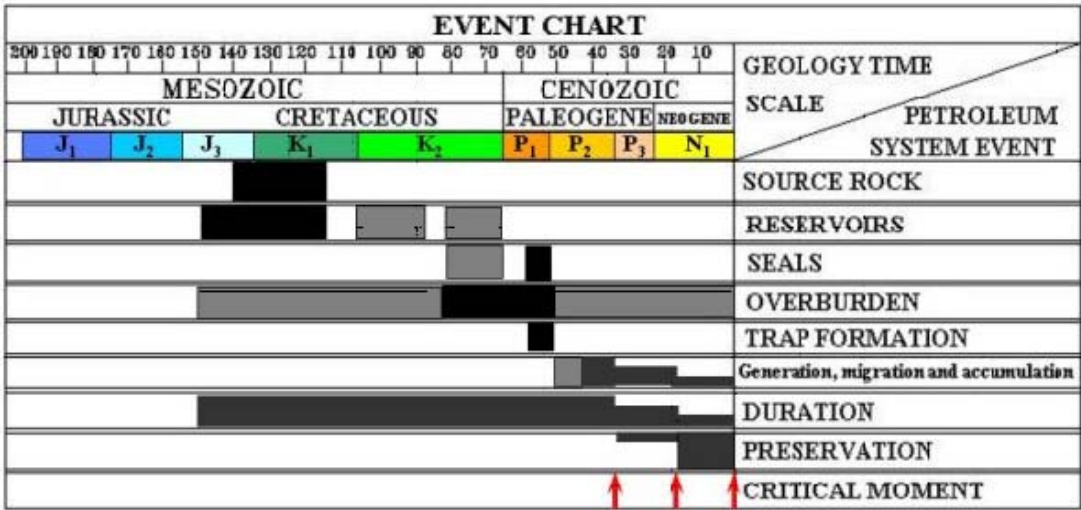 EVENT CHART
200 190 180 170 160 150 140 130 120 110 100 90 80 70 60 50 40 30 20 10
GEOLOGY TIME
SCALE
PETROLEUM
SYSTEM EVENT
MESOZOIC CENOZOIC
JURASSIC CRETACEOUS PALEOGENE NEOGENE
J1 J2 J3 K1 K2 P1 P2 P3 N1
SOURCE ROCK
RESERVOIRS
SEALS
OVERBURDEN
TRAP FORMATION
Generation, migration and accumulation
DURATION
PRESERVATION
CRITICAL MOMENT